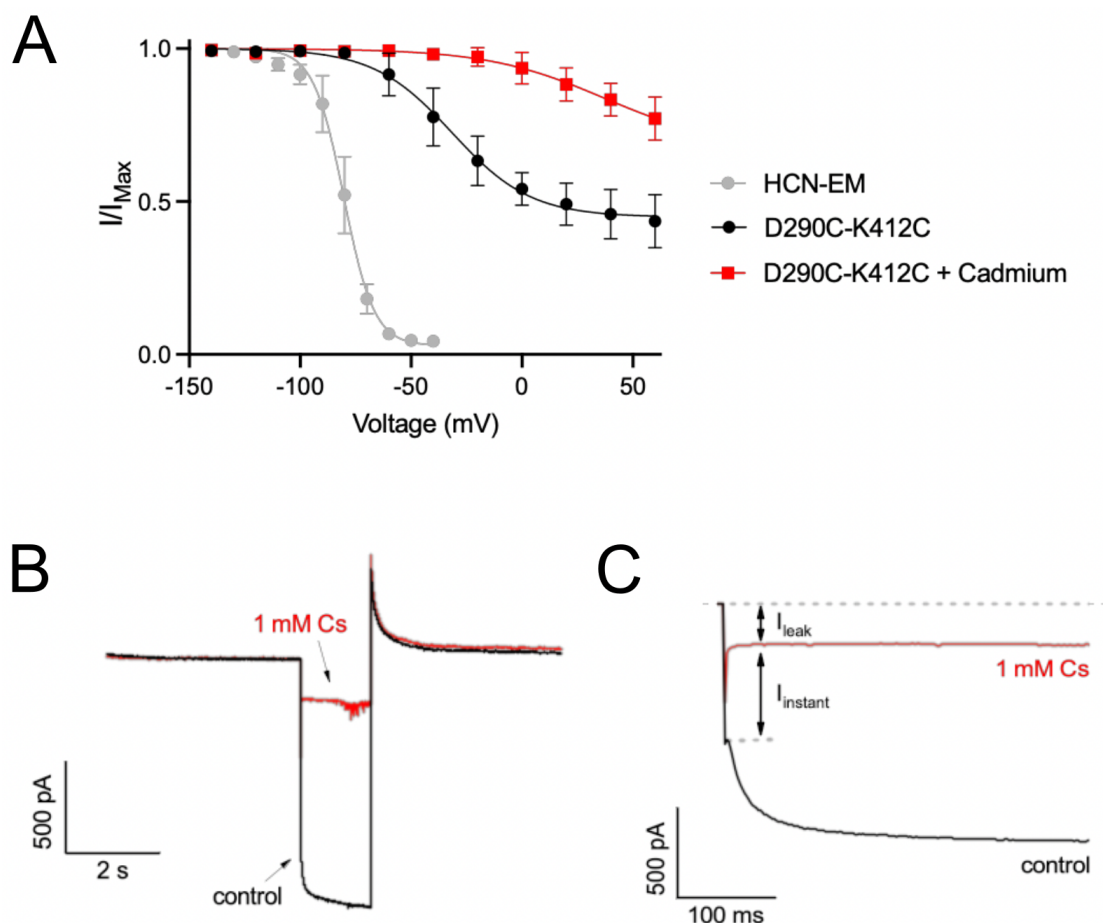 A
1.0
0.5
0.0
I/IMax
-150
-100
-50
0
50
Voltage (mV)
HCN-EM
D290C-K412C
D290C-K412C + Cadmium
B
1 mM Cs
500 pA
2 s
control
C
Ileak
1 mM Cs
Iinstant
500 pA
control
100 ms